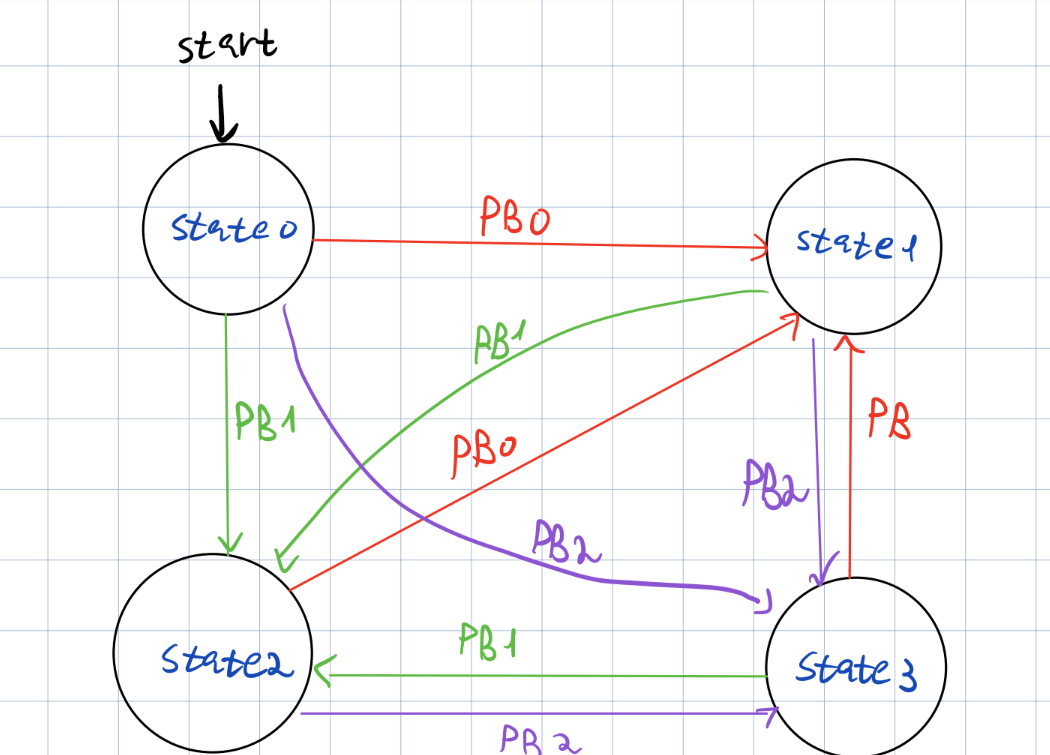 start
state0
PB0
state1
PB1
PB1
PB0
PB
PB2
PB2
PB1
state2
state3
PB2